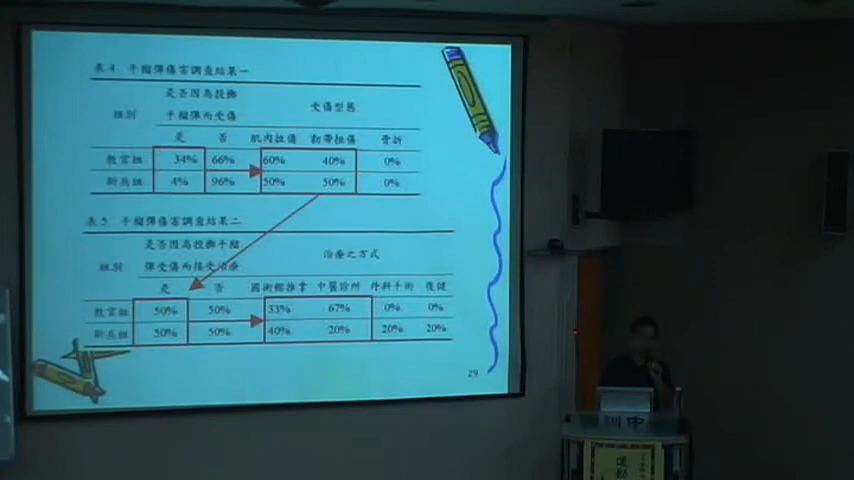 表4 手榴彈傷害調查結果一
組別 是否因為投擲手榴彈而受傷 受傷型態
是 否 肌肉拉傷 韌帶扭傷 骨折
教官組 34% 66% 60% 40% 0%
新兵組 4% 96% 50% 50% 0%
表5 手榴彈傷害調查結果二
組別 是否因為投擲手榴彈受傷而接受治療 治療之方式
是 否 國術館推拿 中醫診所 外科手術 復健
教官組 50% 50% 33% 67% 0% 0%
新兵組 50% 50% 40% 20% 20% 20%
29
訓中
運動